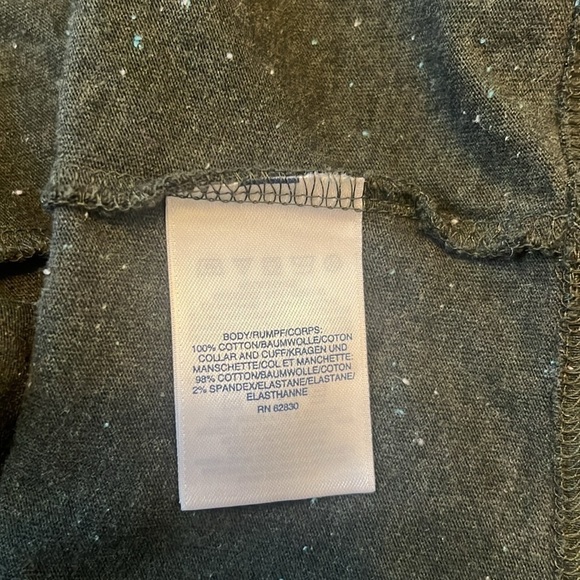 BODY/RUMPF/CORPS:
100% COTTON/BAUMWOLLE/COTON
COLLAR AND CUFF/KRAGEN UND
MANSCHETTE/COL ET MANCHETTE:
98% COTTON/BAUMWOLLE/COTON
2% SPANDEX/ELASTANE/ELASTANE/
ELASTHANNE
RN 62830